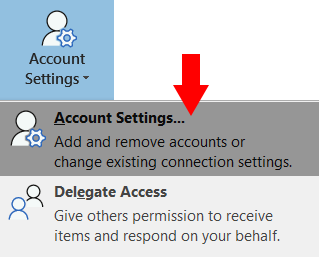 Account
Settings
Account Settings...
Add and remove accounts or
change existing connection settings.
Delegate Access
Give others permission to receive
items and respond on your behalf.